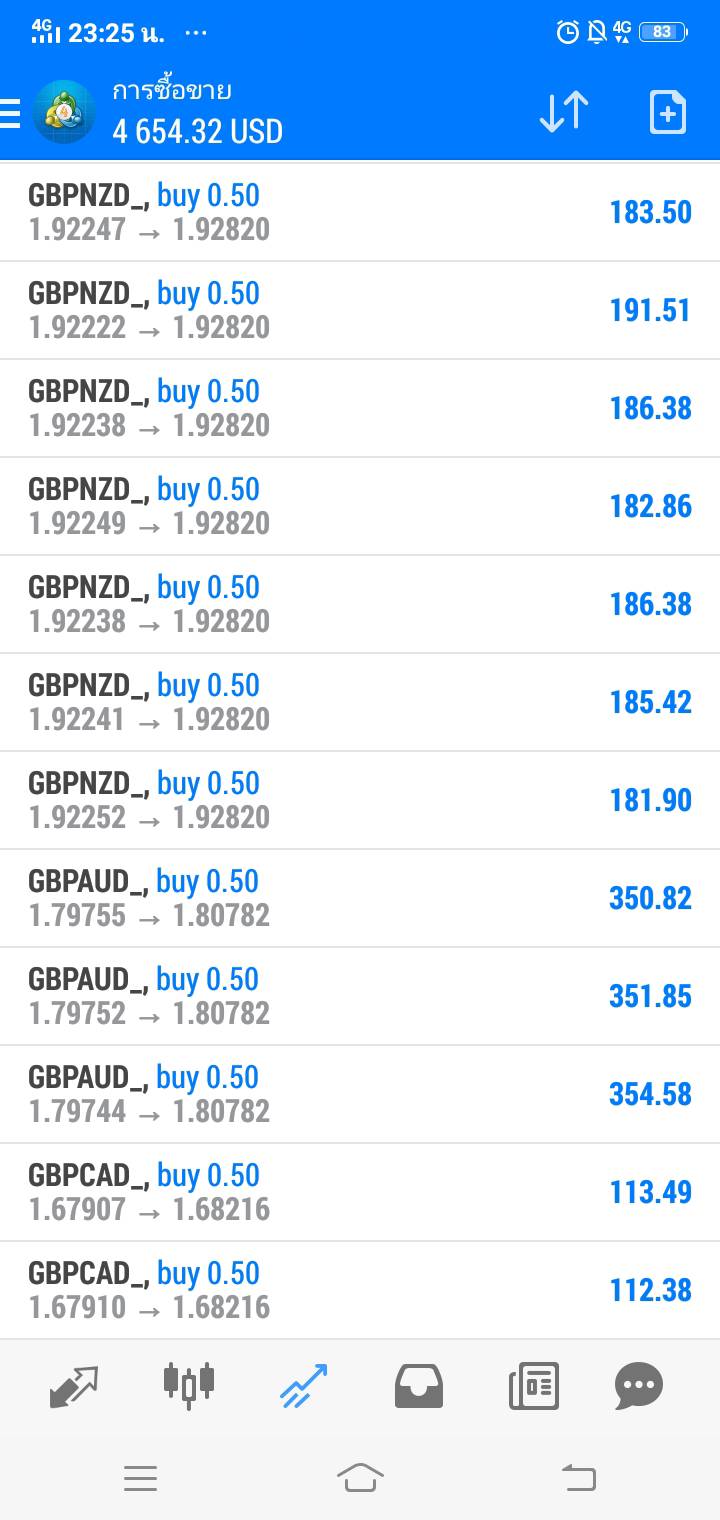 4G 23:25 น. ... 4G 83
การซื้อขาย
4 654.32 USD
GBPNZD_, buy 0.50
1.92247 → 1.92820
183.50
GBPNZD_, buy 0.50
1.92222 → 1.92820
191.51
GBPNZD_, buy 0.50
1.92238 → 1.92820
186.38
GBPNZD_, buy 0.50
1.92249 → 1.92820
182.86
GBPNZD_, buy 0.50
1.92238 → 1.92820
186.38
GBPNZD_, buy 0.50
1.92241 → 1.92820
185.42
GBPNZD_, buy 0.50
1.92252 → 1.92820
181.90
GBPAUD_, buy 0.50
1.79755 → 1.80782
350.82
GBPAUD_, buy 0.50
1.79752 → 1.80782
351.85
GBPAUD_, buy 0.50
1.79744 → 1.80782
354.58
GBPCAD_, buy 0.50
1.67907 → 1.68216
113.49
GBPCAD_, buy 0.50
1.67910 → 1.68216
112.38